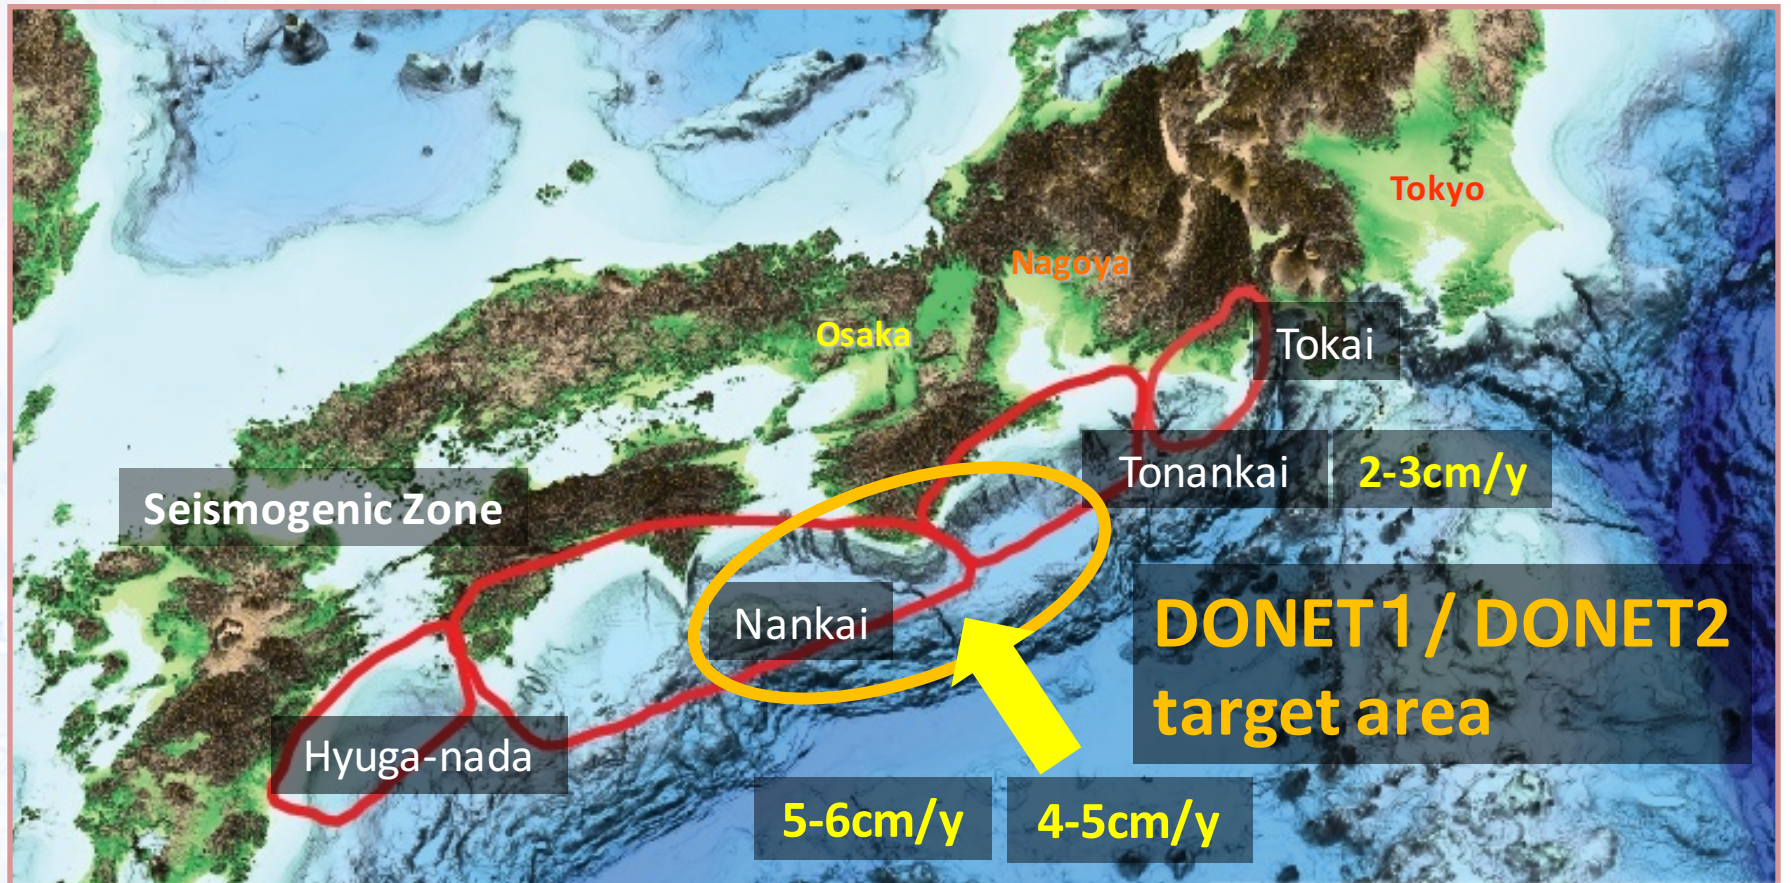 Tokyo
Nagoya
Osaka
Tokai
Tonankai
2-3cm/y
Seismogenic Zone
Nankai
DONET1 / DONET2
target area
Hyuga-nada
5-6cm/y
4-5cm/y